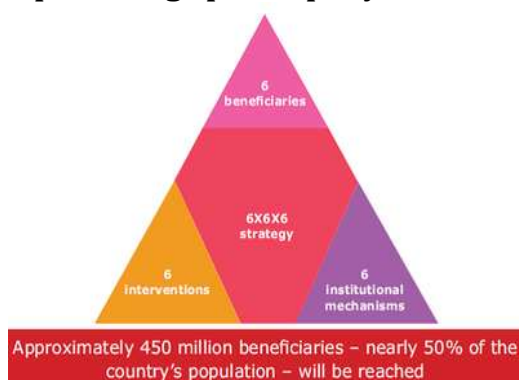 6
beneficiaries
6X6X6
strategy
6
interventions
6
institutional
mechanisms
Approximately 450 million beneficiaries – nearly 50% of the
country's population – will be reached